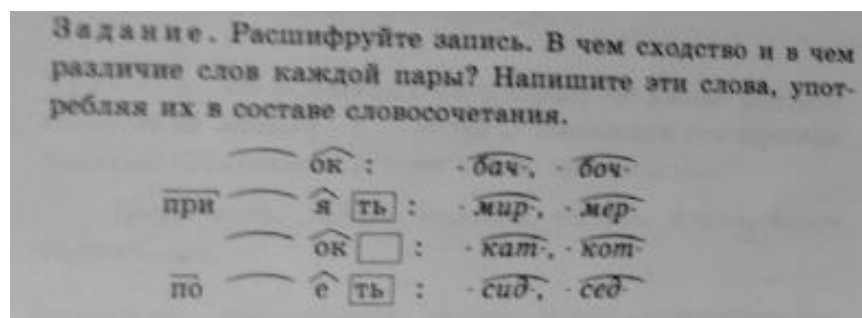 Задание. Расшифруйте запись. В чем сходство и в чем
различие слов каждой пары? Напишите эти слова, упот-
ребляя их в составе словосочетания.
ок : -бач-, -боч-
при я ть : -мир-, -мер-
ок : -кат-, -кот-
по е ть : -сид-, -сед-